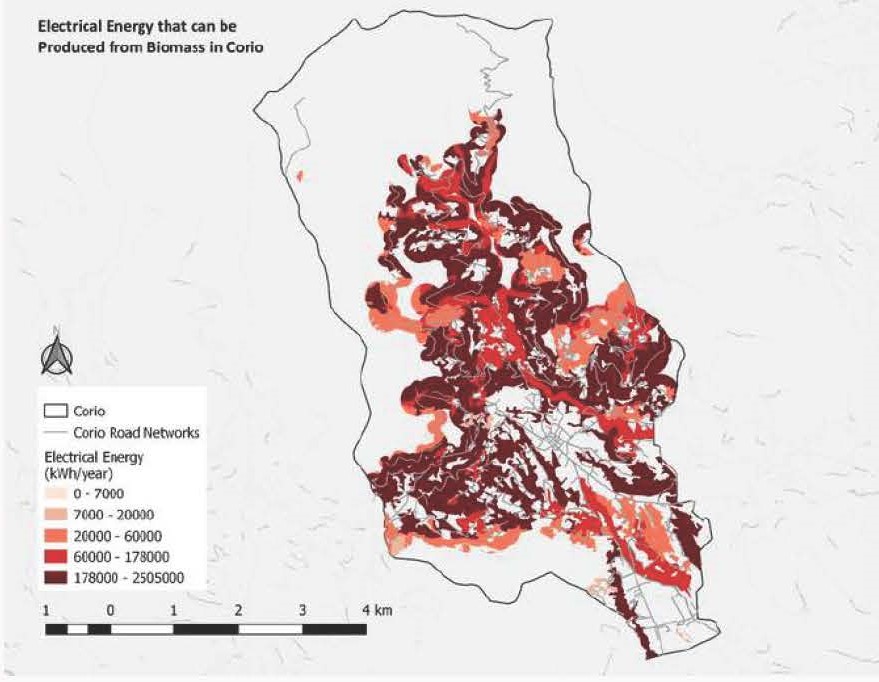 Electrical Energy that can be
Produced from Biomass in Corio
N
Corio
Corio Road Networks
Electrical Energy
(kWh/year)
0 - 7000
7000 - 20000
20000 - 60000
60000 - 178000
178000 - 2505000
1 0 1 2 3 4 km